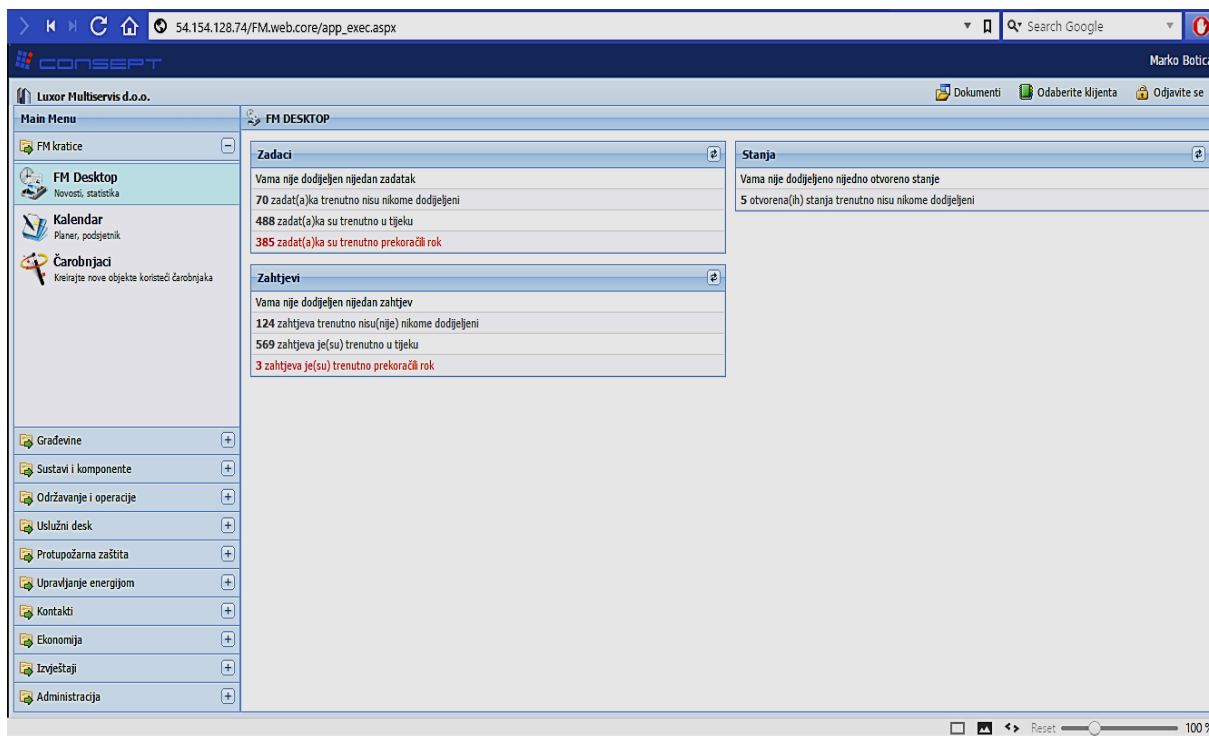 54.154.128.74/FM.web.core/app_exec.aspx
Search Google
CONSEPT
Marko Botica
Luxor Multiservis d.o.o.
Dokumenti
Odaberite klijenta
Odjavite se
Main Menu
FM DESKTOP
FM kratice
FM Desktop
Novosti, statistika
Kalendar
Planer, podsjetnik
Čarobnjaci
Kreirajte nove objekte koristeći čarobnjaka
Građevine
Sustavi i komponente
Održavanje i operacije
Uslužni desk
Protupožarna zaštita
Upravljanje energijom
Kontakti
Ekonomija
Izvještaji
Administracija
Zadaci
Vama nije dodijeljen nijedan zadatak
70 zadat(a)ka trenutno nisu nikome dodijeljeni
488 zadat(a)ka su trenutno u tijeku
385 zadat(a)ka su trenutno prekoračili rok
Zahtjevi
Vama nije dodijeljen nijedan zahtjev
124 zahtjeva trenutno nisu(nije) nikome dodijeljeni
569 zahtjeva je(su) trenutno u tijeku
3 zahtjeva je(su) trenutno prekoračili rok
Stanja
Vama nije dodijeljeno nijedno otvoreno stanje
5 otvorena(ih) stanja trenutno nisu nikome dodijeljeni
Reset
100 %